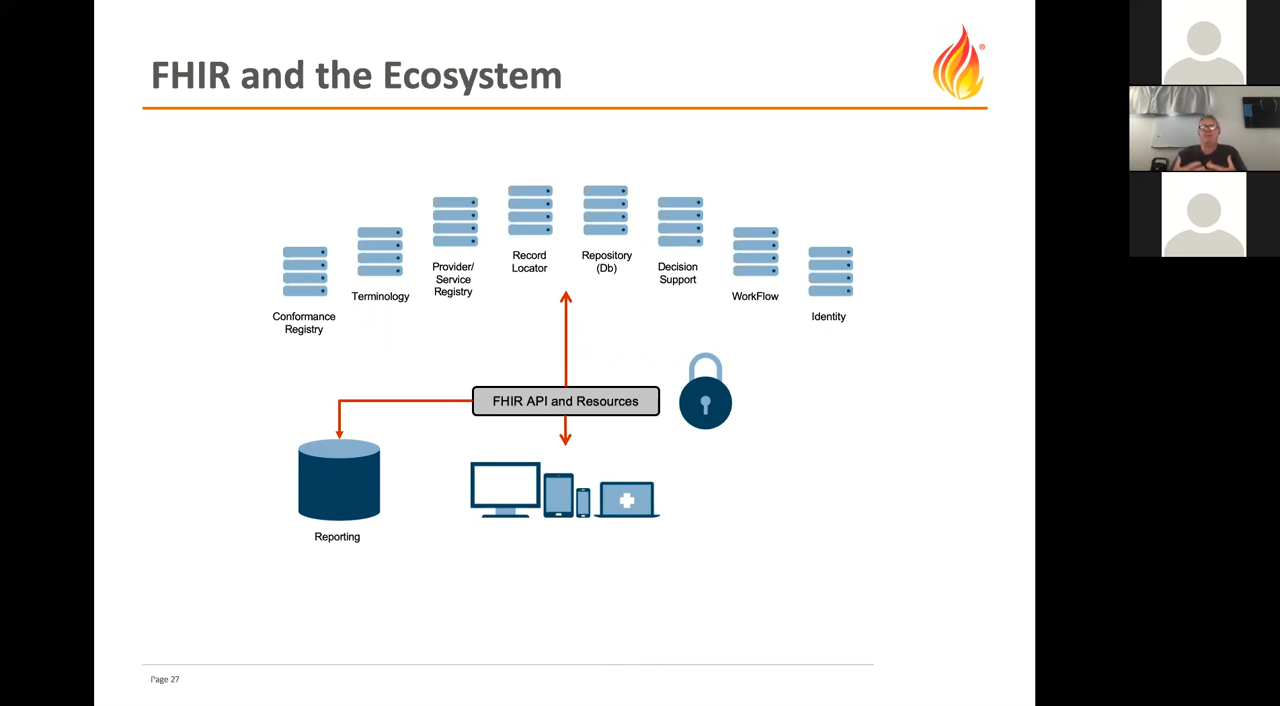 FHIR and the Ecosystem
®
Conformance
Registry
Terminology
Provider/
Service
Registry
Record
Locator
Repository
(Db)
Decision
Support
WorkFlow
Identity
FHIR API and Resources
Reporting
Page 27